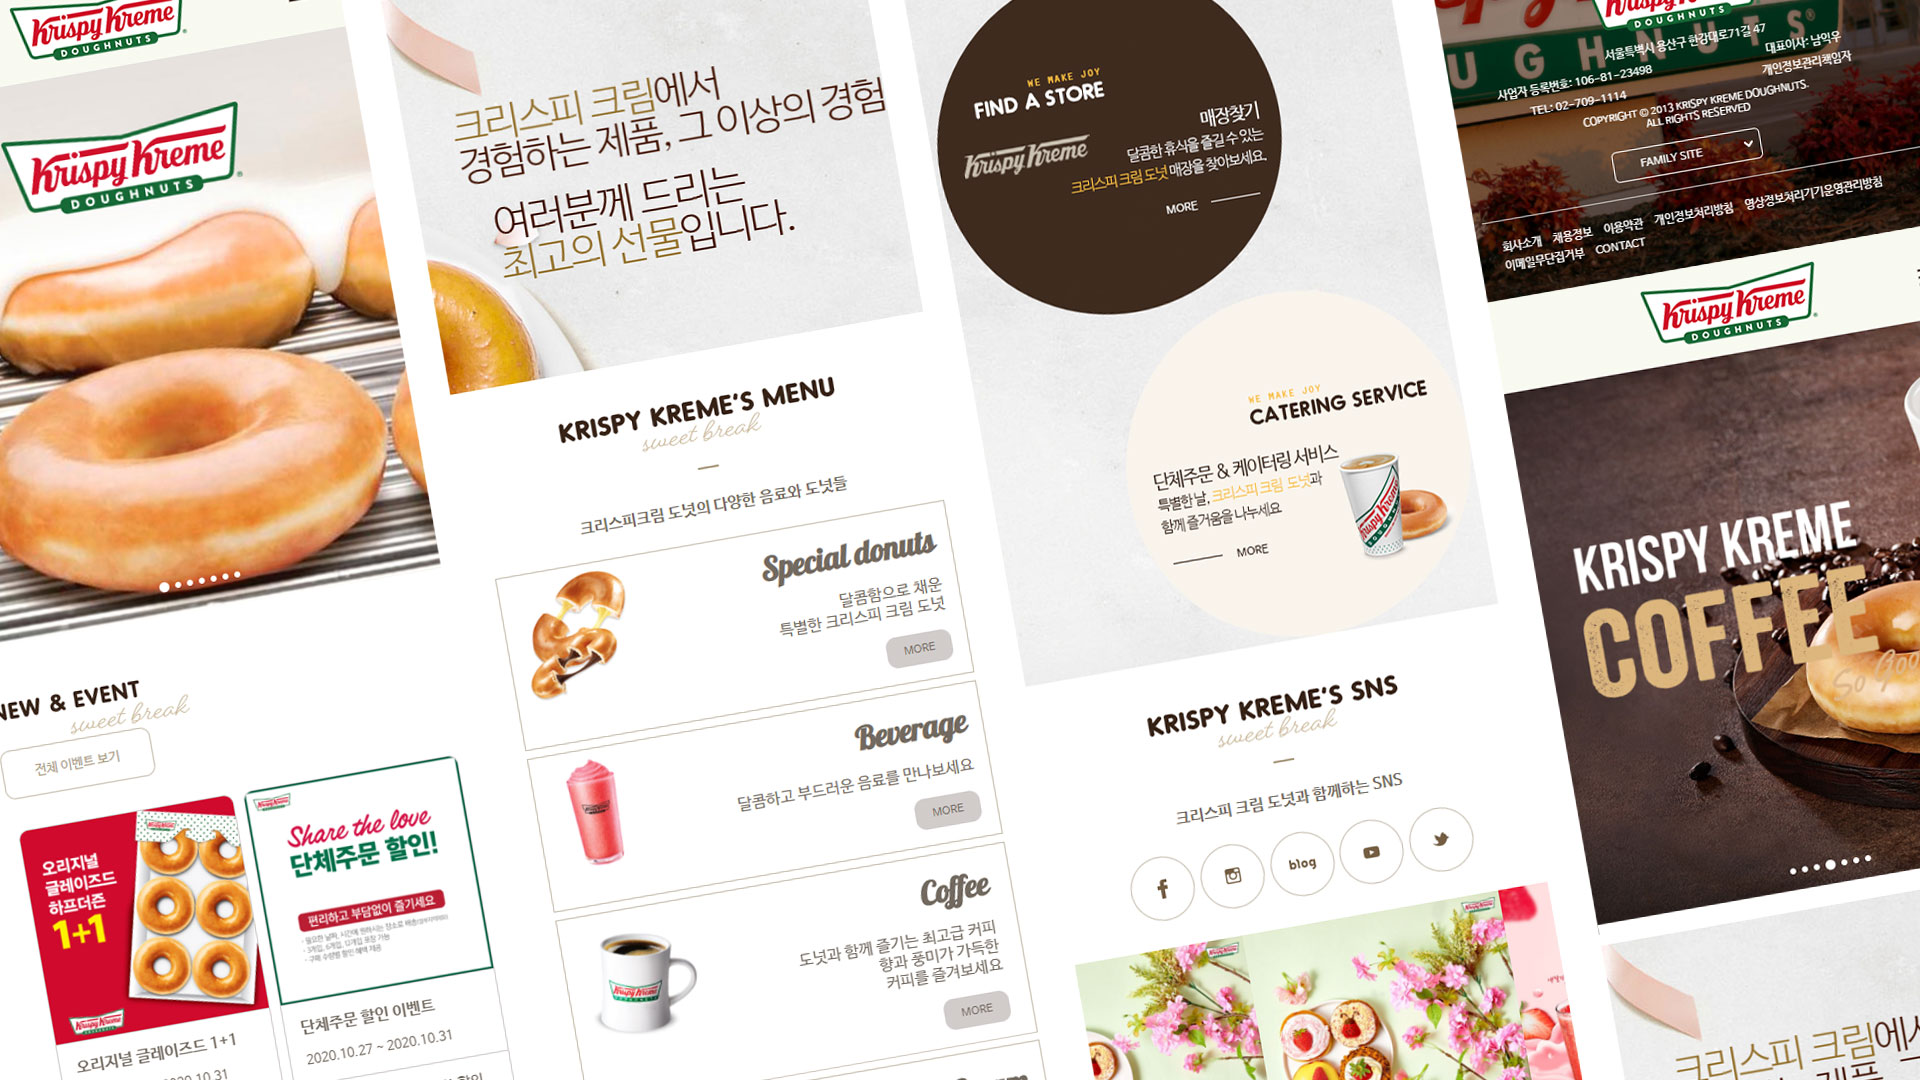 Krispy Kreme
DOUGHNUTS
Krispy Kreme
DOUGHNUTS
NEW & EVENT
sweet break
전체 이벤트 보기
오리지널
글레이즈드
하프더즌
1+1
Krispy Kreme
오리지널 글레이즈드 1+1
2020.10.31
Krispy Kreme
Share the love
단체주문 할인!
편리하고 부담없이 즐기세요
단체주문 할인 이벤트
2020.10.27 ~ 2020.10.31
크리스피 크림에서
경험하는 제품, 그 이상의 경험
여러분께 드리는
최고의 선물입니다.
KRISPY KREME'S MENU
sweet break
크리스피크림 도넛의 다양한 음료와 도넛들
Special donuts
달콤함으로 채운
특별한 크리스피 크림 도넛
MORE
Beverage
달콤하고 부드러운 음료를 만나보세요
MORE
Coffee
도넛과 함께 즐기는 최고급 커피
향과 풍미가 가득한
커피를 즐겨보세요
MORE
Krispy Kreme
DOUGHNUTS
WE MAKE JOY
FIND A STORE
Krispy Kreme
매장찾기
달콤한 휴식을 즐길 수 있는
크리스피 크림 도넛 매장을 찾아보세요.
MORE
WE MAKE JOY
CATERING SERVICE
단체주문 & 케이터링 서비스
특별한 날, 크리스피 크림 도넛과
함께 즐거움을 나누세요
MORE
Krispy Kreme
KRISPY KREME'S SNS
sweet break
크리스피 크림 도넛과 함께하는 SNS
blog
Krispy Kreme
DOUGHNUTS
UGHNUTS
서울특별시 용산구 한강대로71길 47
대표이사: 남익우
사업자 등록번호: 106-81-23498
개인정보관리책임자
TEL: 02-709-1114
COPYRIGHT © 2013 KRISPY KREME DOUGHNUTS.
ALL RIGHTS RESERVED
FAMILY SITE
회사소개 채용정보 이용약관 개인정보처리방침 영상정보처리기기운영관리방침
이메일무단집거부 CONTACT
Krispy Kreme
DOUGHNUTS
KRISPY KREME
COFFEE
So Goo
크리스피 크림에서